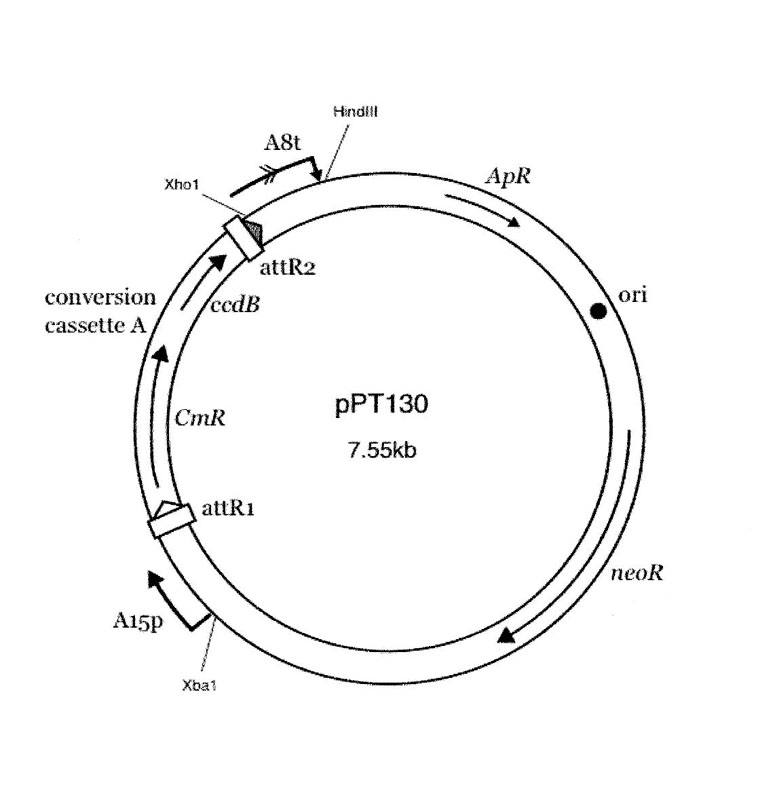 HindIII
A8t
ApR
Xho1
attR2
ori
conversion
cassette A
ccdB
pPT130
CmR
7.55kb
attR1
neoR
A15p
Xba1